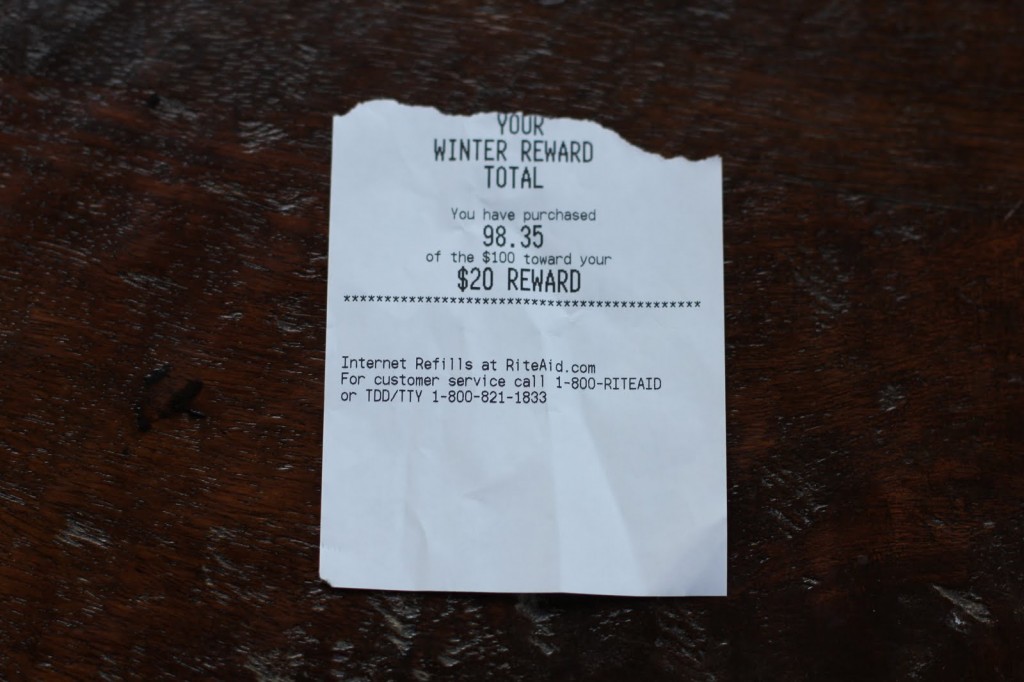 YOUR
WINTER REWARD
TOTAL
You have purchased
98.35
of the $100 toward your
$20 REWARD
********************************************
Internet Refills at RiteAid.com
For customer service call 1-800-RITEAID
or TDD/TTY 1-800-821-1833